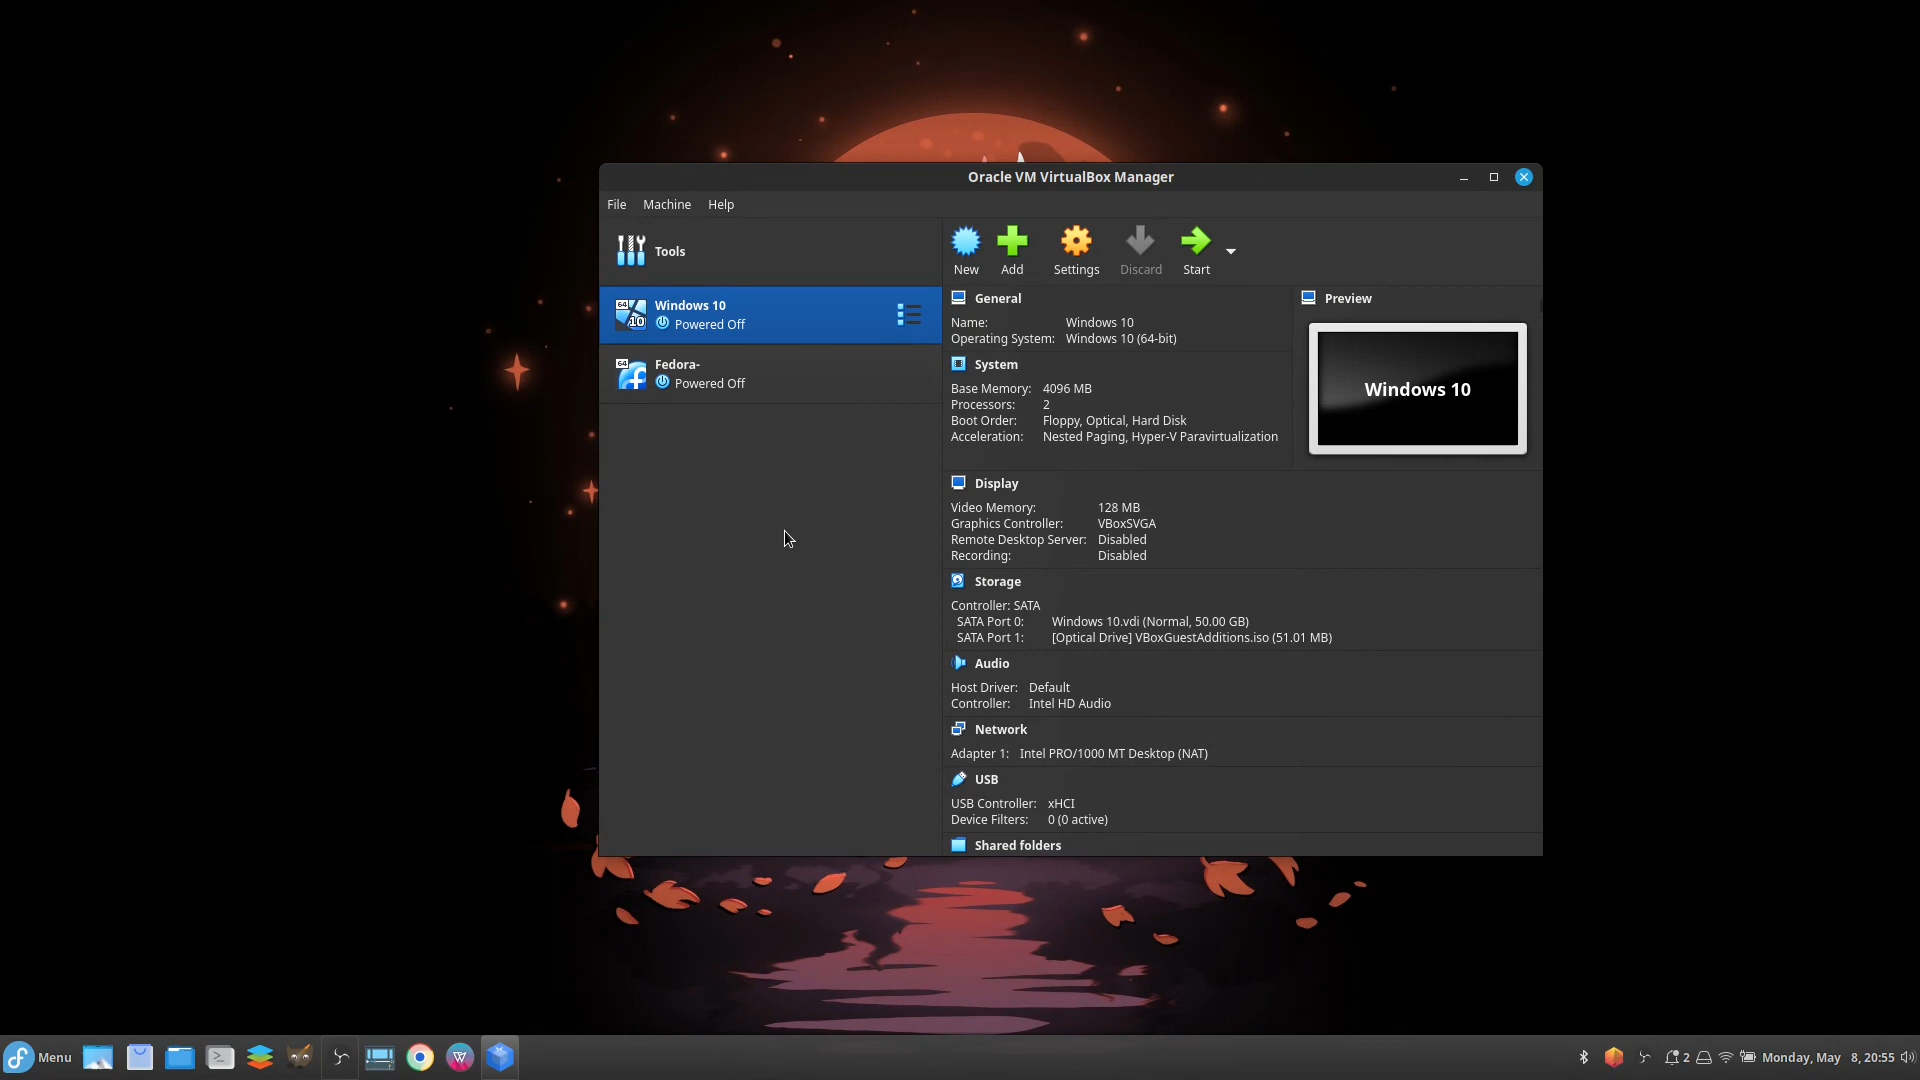 Oracle VM VirtualBox Manager
File Machine Help
Tools
New Add Settings Discard Start
64
10
Windows 10
Powered Off
64
Fedora-
Powered Off
General
Name: Windows 10
Operating System: Windows 10 (64-bit)
System
Base Memory: 4096 MB
Processors: 2
Boot Order: Floppy, Optical, Hard Disk
Acceleration: Nested Paging, Hyper-V Paravirtualization
Preview
Windows 10
Display
Video Memory: 128 MB
Graphics Controller: VBoxSVGA
Remote Desktop Server: Disabled
Recording: Disabled
Storage
Controller: SATA
SATA Port 0: Windows 10.vdi (Normal, 50.00 GB)
SATA Port 1: [Optical Drive] VBoxGuestAdditions.iso (51.01 MB)
Audio
Host Driver: Default
Controller: Intel HD Audio
Network
Adapter 1: Intel PRO/1000 MT Desktop (NAT)
USB
USB Controller: xHCI
Device Filters: 0 (0 active)
Shared folders
Menu
2
Monday, May 8, 20:55